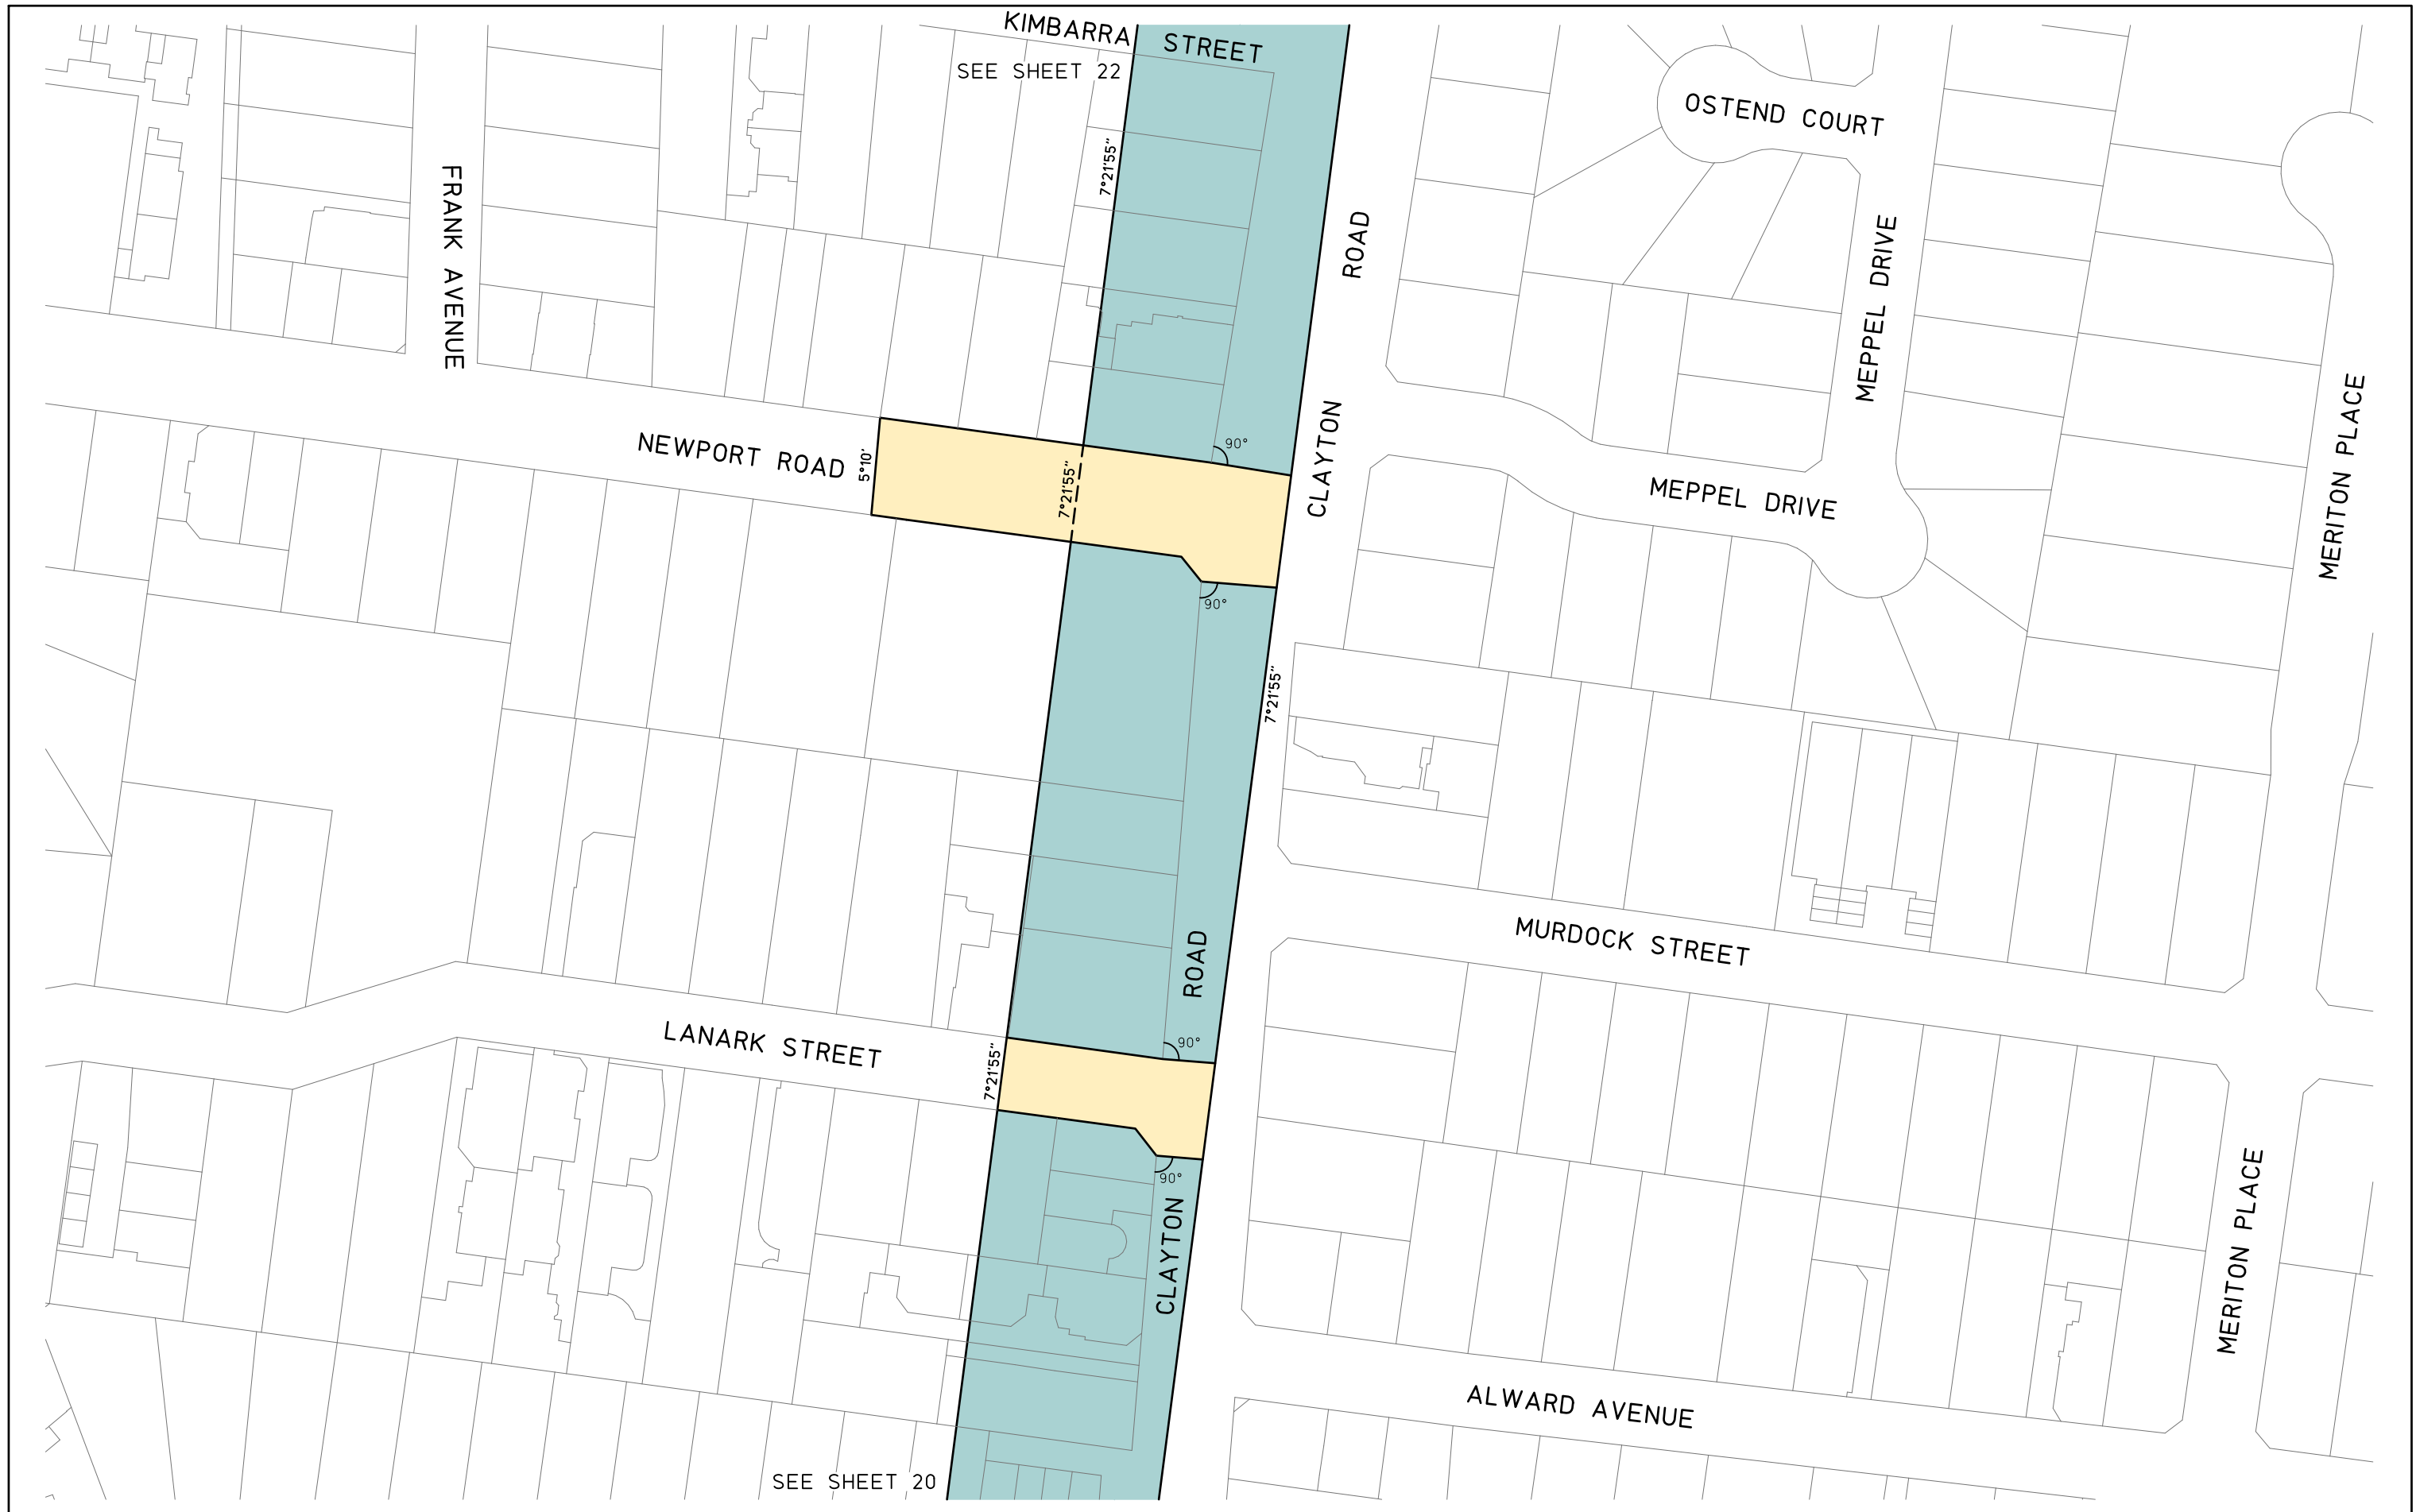 KIMBARRA STREET
SEE SHEET 22
OSTEND COURT
7°21'55"
FRANK AVENUE
ROAD
MEPPEL DRIVE
MERITON PLACE
CLAYTON
90°
NEWPORT ROAD
5°10'
7°21'55"
MEPPEL DRIVE
90°
7°21'55"
MURDOCK STREET
ROAD
LANARK STREET
90°
7°21'55"
90°
CLAYTON
MERITON PLACE
ALWARD AVENUE
SEE SHEET 20